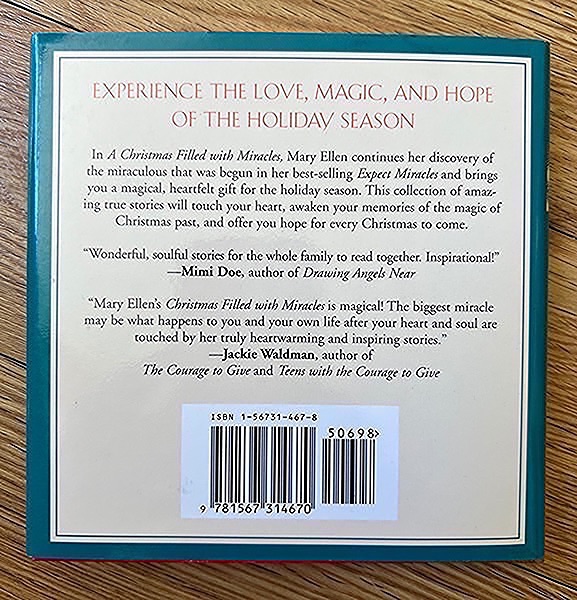 EXPERIENCE THE LOVE, MAGIC, AND HOPE
OF THE HOLIDAY SEASON
In A Christmas Filled with Miracles, Mary Ellen continues her discovery of
the miraculous that was begun in her best-selling Expect Miracles and brings
you a magical, heartfelt gift for the holiday season. This collection of amaz-
ing true stories will touch your heart, awaken your memories of the magic of
Christmas past, and offer you hope for every Christmas to come.
“Wonderful, soulful stories for the whole family to read together. Inspirational!”
—Mimi Doe, author of Drawing Angels Near
“Mary Ellen’s Christmas Filled with Miracles is magical! The biggest miracle
may be what happens to you and your own life after your heart and soul are
touched by her truly heartwarming and inspiring stories.”
—Jackie Waldman, author of
The Courage to Give and Teens with the Courage to Give
ISBN 1-56731-467-8
50698>
9 781567 314670